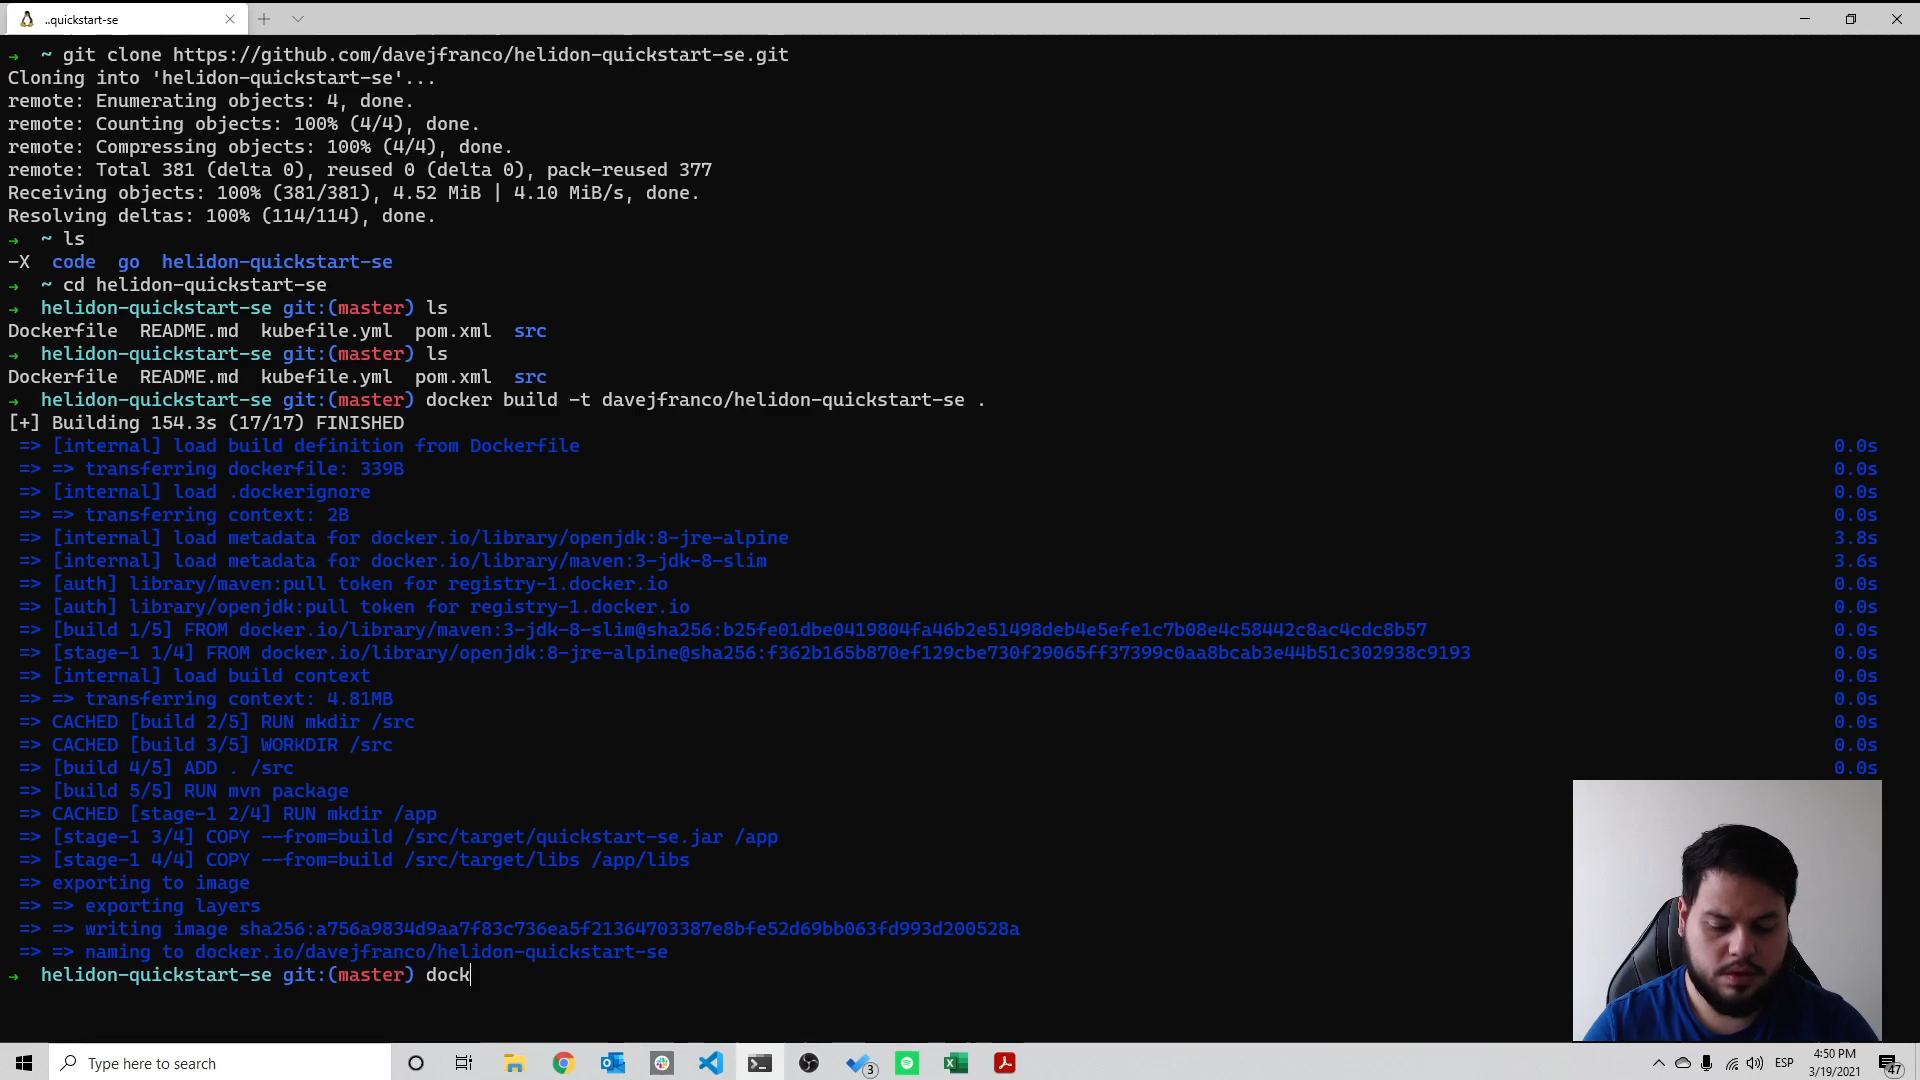 ..quickstart-se
→ ~ git clone https://github.com/davejfranco/helidon-quickstart-se.git
Cloning into 'helidon-quickstart-se'...
remote: Enumerating objects: 4, done.
remote: Counting objects: 100% (4/4), done.
remote: Compressing objects: 100% (4/4), done.
remote: Total 381 (delta 0), reused 0 (delta 0), pack-reused 377
Receiving objects: 100% (381/381), 4.52 MiB | 4.10 MiB/s, done.
Resolving deltas: 100% (114/114), done.
→ ~ ls
-X code go helidon-quickstart-se
→ ~ cd helidon-quickstart-se
→ helidon-quickstart-se git:(master) ls
Dockerfile README.md kubefile.yml pom.xml src
→ helidon-quickstart-se git:(master) ls
Dockerfile README.md kubefile.yml pom.xml src
→ helidon-quickstart-se git:(master) docker build -t davejfranco/helidon-quickstart-se .
[+] Building 154.3s (17/17) FINISHED
=> [internal] load build definition from Dockerfile 0.0s
=> => transferring dockerfile: 339B 0.0s
=> [internal] load .dockerignore 0.0s
=> => transferring context: 2B 0.0s
=> [internal] load metadata for docker.io/library/openjdk:8-jre-alpine 3.8s
=> [internal] load metadata for docker.io/library/maven:3-jdk-8-slim 3.6s
=> [auth] library/maven:pull token for registry-1.docker.io 0.0s
=> [auth] library/openjdk:pull token for registry-1.docker.io 0.0s
=> [build 1/5] FROM docker.io/library/maven:3-jdk-8-slim@sha256:b25fe01dbe0419804fa46b2e51498deb4e5efe1c7b08e4c58442c8ac4cdc8b57 0.0s
=> [stage-1 1/4] FROM docker.io/library/openjdk:8-jre-alpine@sha256:f362b165b870ef129cbe730f29065ff37399c0aa8bcab3e44b51c302938c9193 0.0s
=> [internal] load build context 0.0s
=> => transferring context: 4.81MB 0.0s
=> CACHED [build 2/5] RUN mkdir /src 0.0s
=> CACHED [build 3/5] WORKDIR /src 0.0s
=> [build 4/5] ADD . /src 0.0s
=> [build 5/5] RUN mvn package
=> CACHED [stage-1 2/4] RUN mkdir /app
=> [stage-1 3/4] COPY --from=build /src/target/quickstart-se.jar /app
=> [stage-1 4/4] COPY --from=build /src/target/libs /app/libs
=> exporting to image
=> => exporting layers
=> => writing image sha256:a756a9834d9aa7f83c736ea5f21364703387e8bfe52d69bb063fd993d200528a
=> => naming to docker.io/davejfranco/helidon-quickstart-se
→ helidon-quickstart-se git:(master) dock
Type here to search
3
ESP
4:50 PM
3/19/2021
47